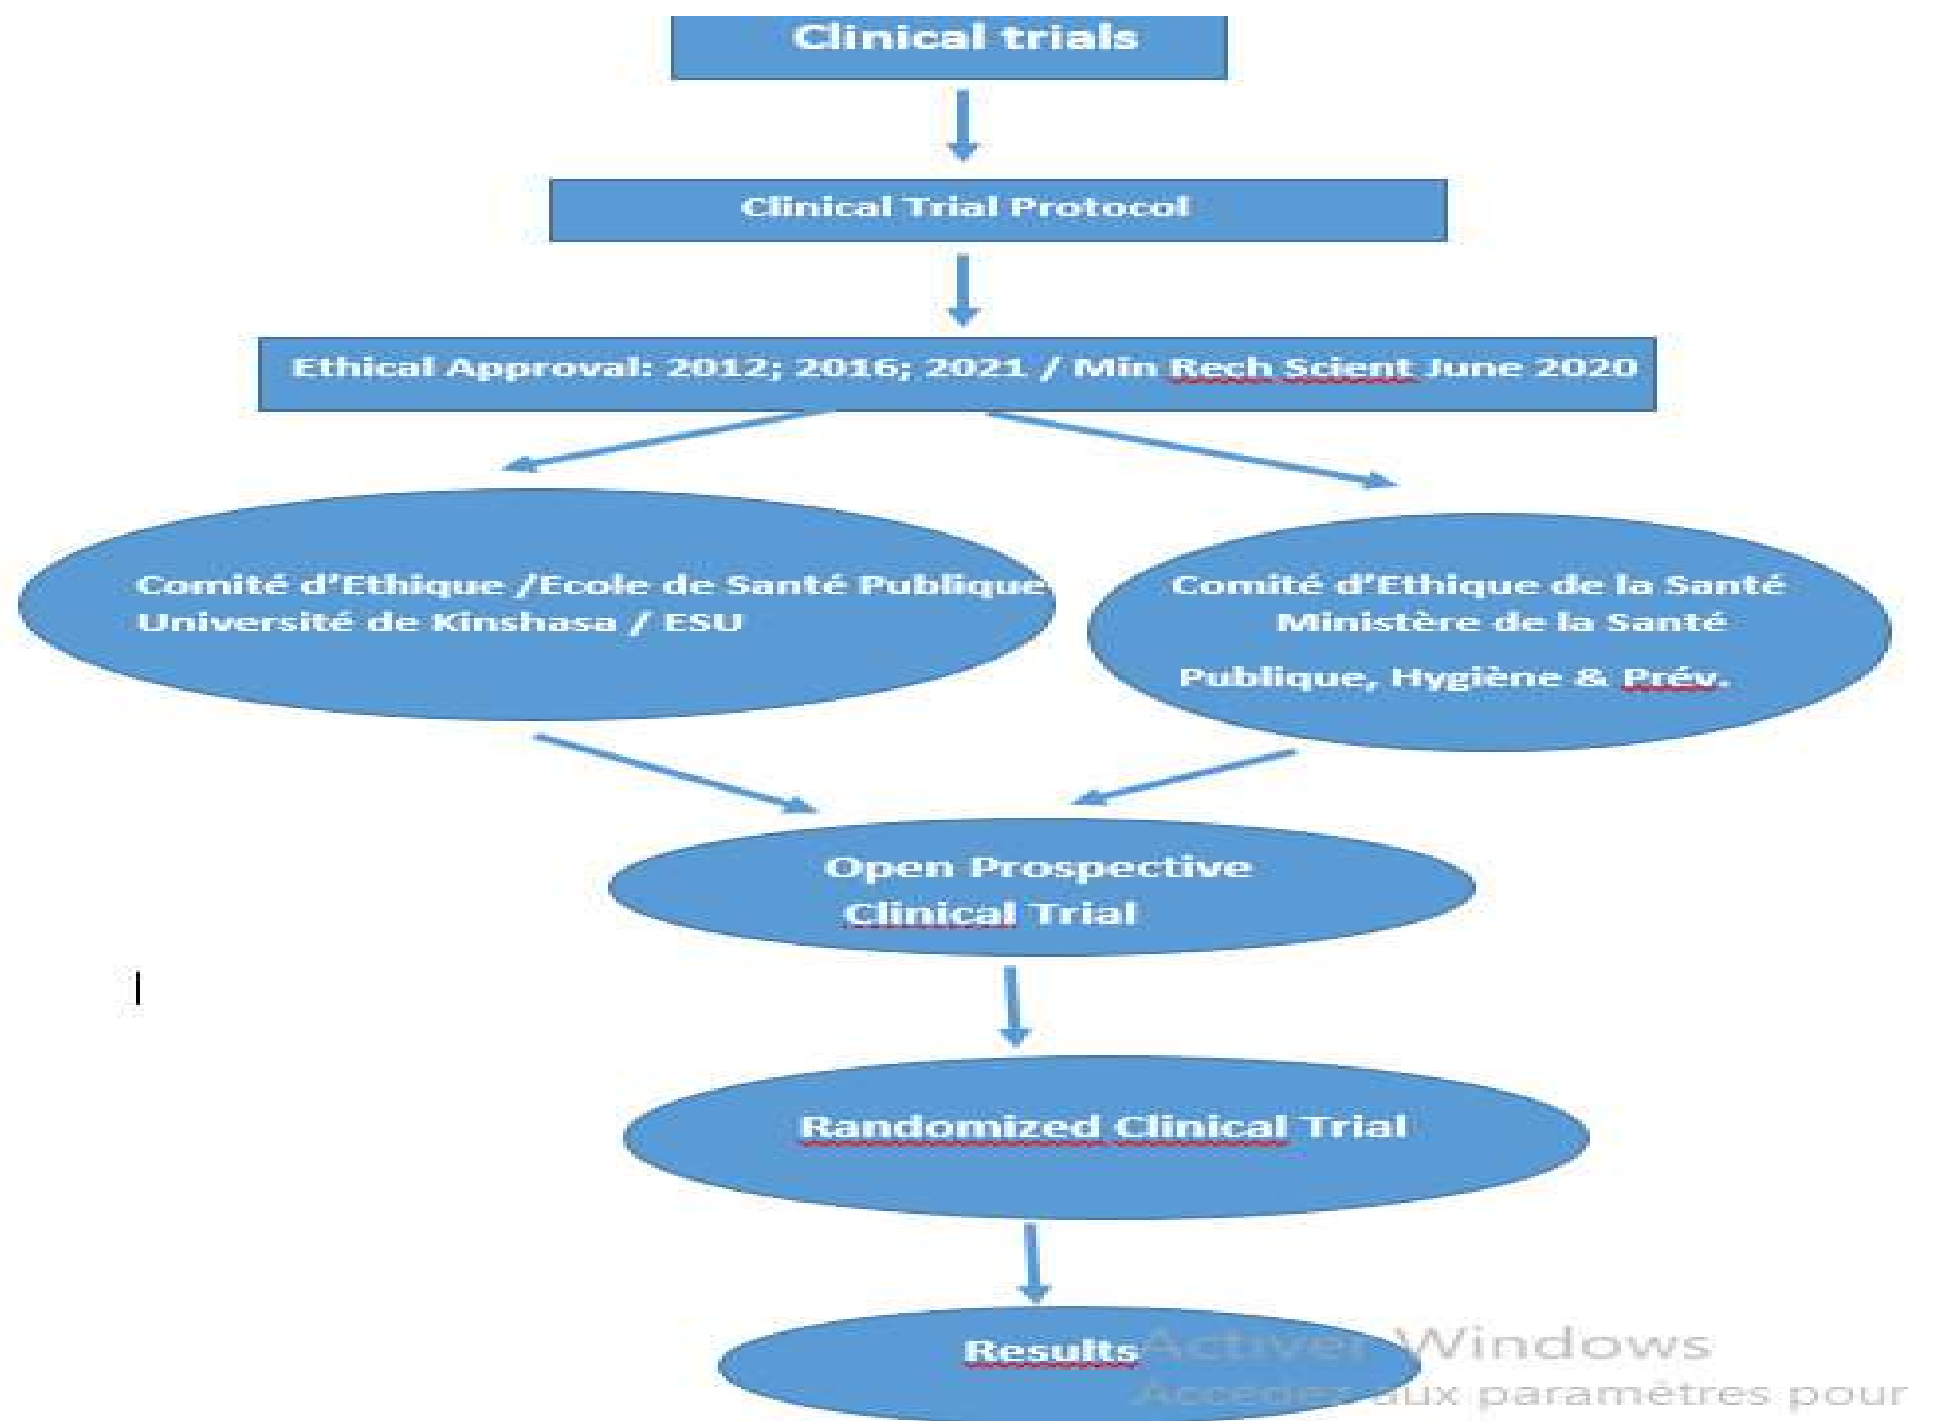 Clinical trials
Clinical Trial Protocol
Ethical Approval: 2012; 2016; 2021 / Min Rech Scient June 2020
Comité d'Ethique /Ecole de Santé Publique
Université de Kinshasa / ESU
Comité d'Ethique de la Santé
Ministère de la Santé
Publique, Hygiène & Prév.
Open Prospective
Clinical Trial
Randomized Clinical Trial
Results
Activer Windows
Accédez aux paramètres pour